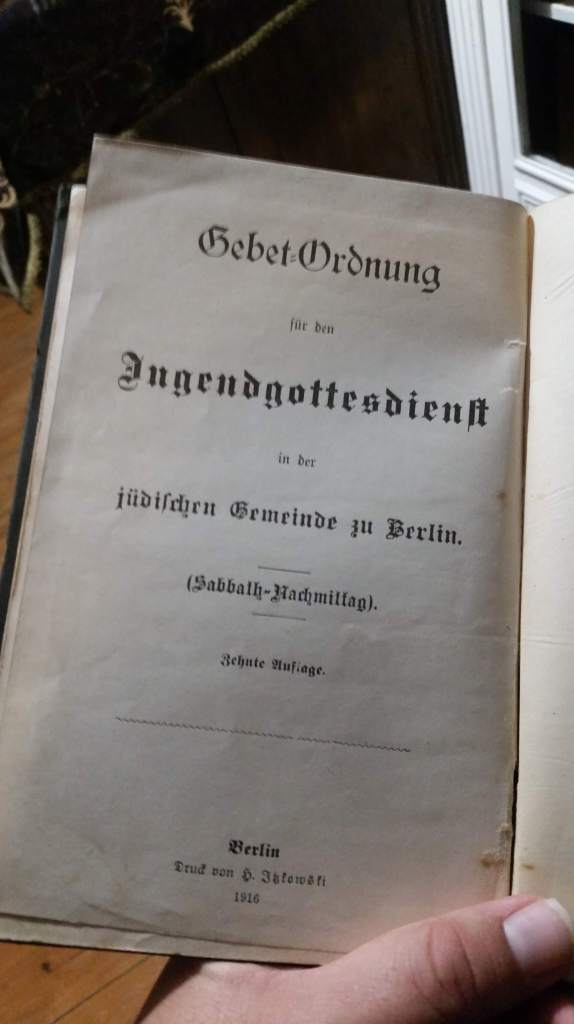 Gebet-Ordnung
für den
Jugendgottesdienst
in der
jüdischen Gemeinde zu Berlin.
(Sabbath-Nachmittag).
Zehnte Auflage.
Berlin
Druck von H. Itzkowski
1916